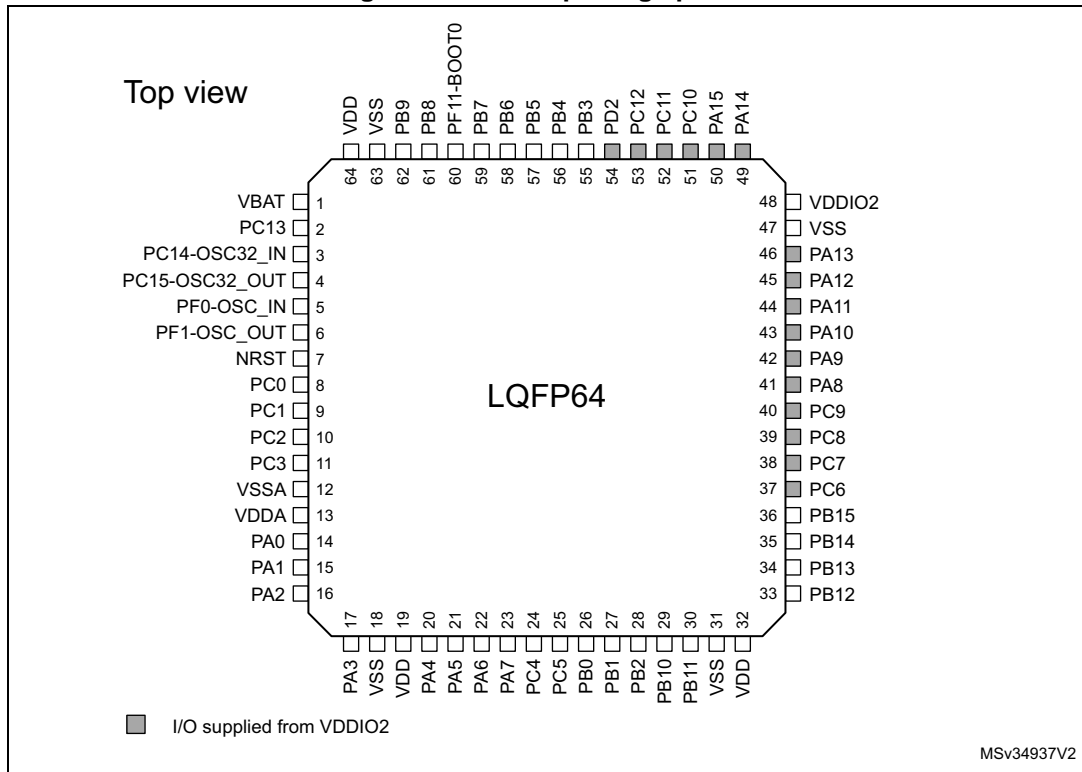 Top view
VDD
VSS
PB9
PB8
PF11-BOOT0
PB7
PB6
PB5
PB4
PB3
PD2
PC12
PC11
PC10
PA15
PA14
64
63
62
61
60
59
58
57
56
55
54
53
52
51
50
49
VBAT 1
PC13 2
PC14-OSC32_IN 3
PC15-OSC32_OUT 4
PF0-OSC_IN 5
PF1-OSC_OUT 6
NRST 7
PC0 8
PC1 9
PC2 10
PC3 11
VSSA 12
VDDA 13
PA0 14
PA1 15
PA2 16
LQFP64
48 VDDIO2
47 VSS
46 PA13
45 PA12
44 PA11
43 PA10
42 PA9
41 PA8
40 PC9
39 PC8
38 PC7
37 PC6
36 PB15
35 PB14
34 PB13
33 PB12
17
18
19
20
21
22
23
24
25
26
27
28
29
30
31
32
PA3
VSS
VDD
PA4
PA5
PA6
PA7
PC4
PC5
PB0
PB1
PB2
PB10
PB11
VSS
VDD
I/O supplied from VDDIO2
MSv34937V2